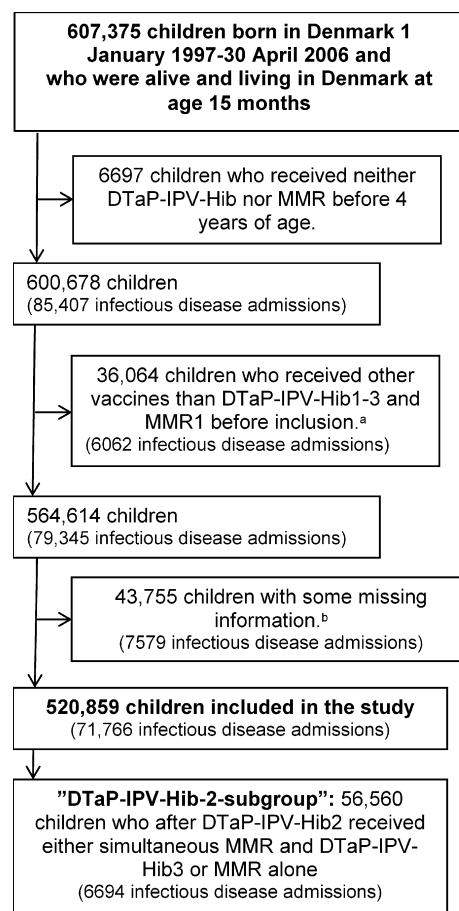 607,375 children born in Denmark 1
January 1997-30 April 2006 and
who were alive and living in Denmark at
age 15 months
6697 children who received neither
DTaP-IPV-Hib nor MMR before 4
years of age.
600,678 children
(85,407 infectious disease admissions)
36,064 children who received other
vaccines than DTaP-IPV-Hib1-3 and
MMR1 before inclusion.ᵃ
(6062 infectious disease admissions)
564,614 children
(79,345 infectious disease admissions)
43,755 children with some missing
information.ᵇ
(7579 infectious disease admissions)
520,859 children included in the study
(71,766 infectious disease admissions)
”DTaP-IPV-Hib-2-subgroup”: 56,560
children who after DTaP-IPV-Hib2 received
either simultaneous MMR and DTaP-IPV-
Hib3 or MMR alone
(6694 infectious disease admissions)